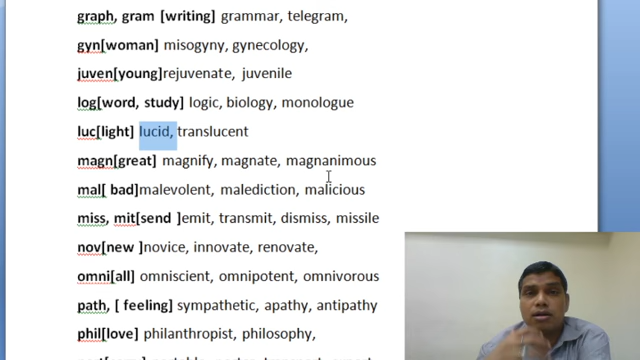 graph, gram [writing] grammar, telegram,
gyn[woman] misogyny, gynecology,
juven[young]rejuvenate, juvenile
log[word, study] logic, biology, monologue
luc[light] lucid, translucent
magn[great] magnify, magnate, magnanimous
mal[ bad]malevolent, malediction, malicious
miss, mit[send ]emit, transmit, dismiss, missile
nov[new ]novice, innovate, renovate,
omni[all] omniscient, omnipotent, omnivorous
path, [ feeling] sympathetic, apathy, antipathy
phil[love] philanthropist, philosophy,